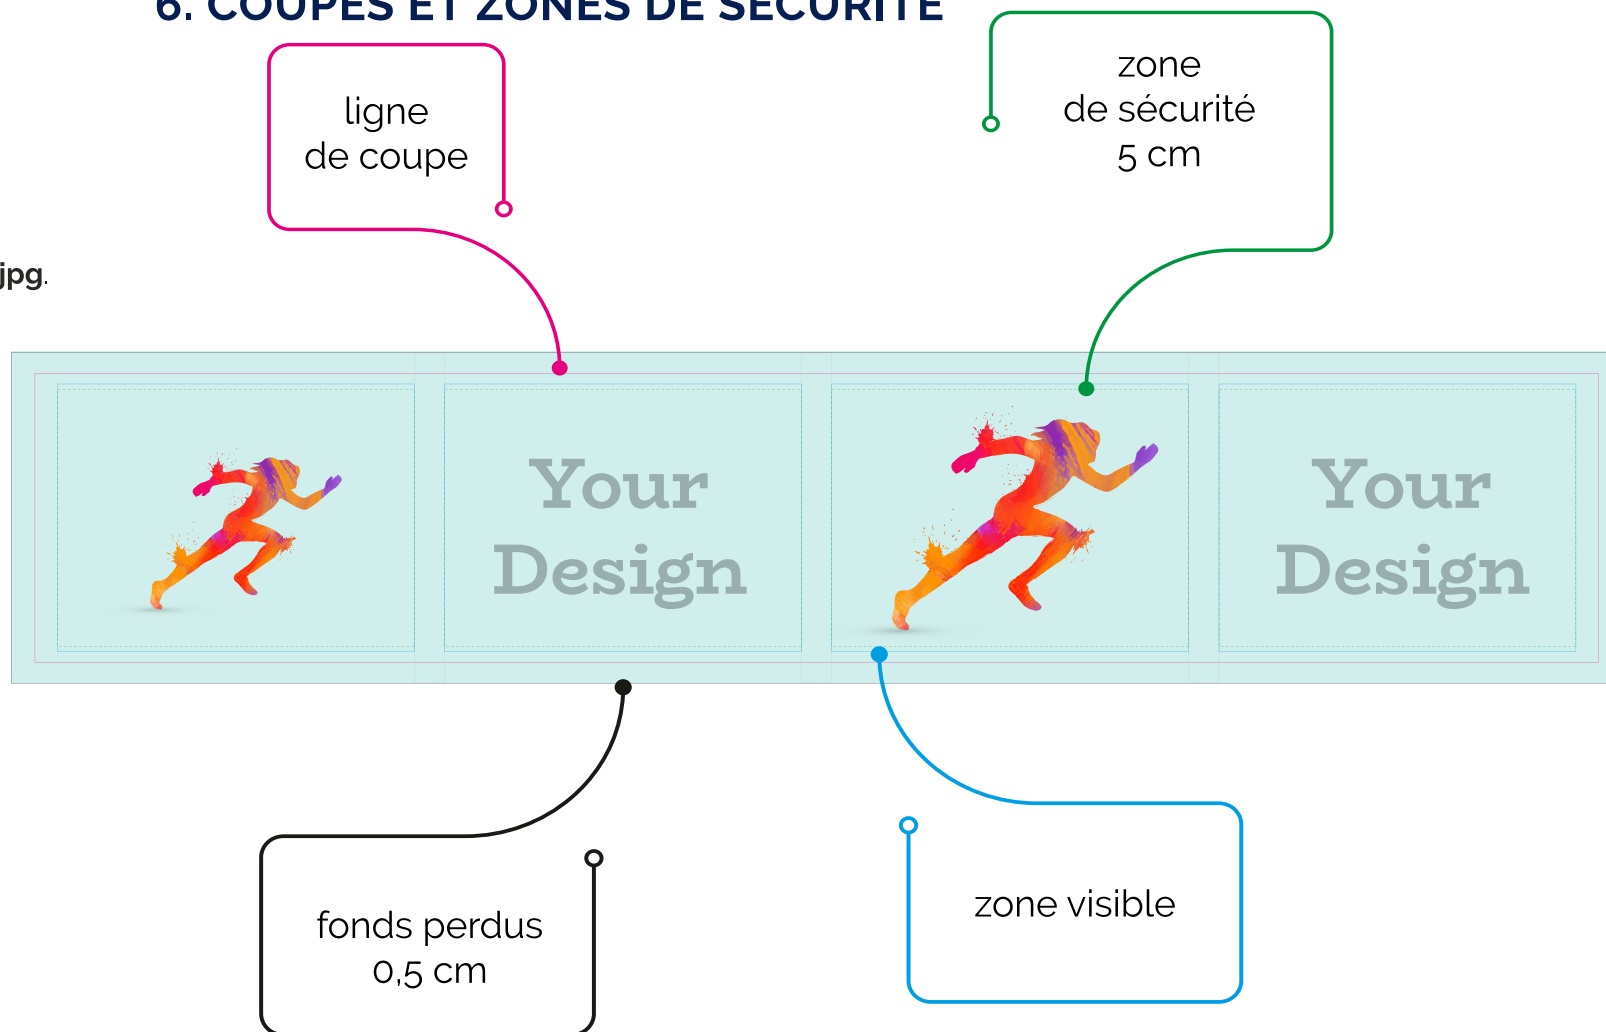 6. COUPES ET ZONES DE SÉCURITÉ
ligne
de coupe
zone
de sécurité
5 cm
jpg.
Your
Design
Your
Design
fonds perdus
0,5 cm
zone visible